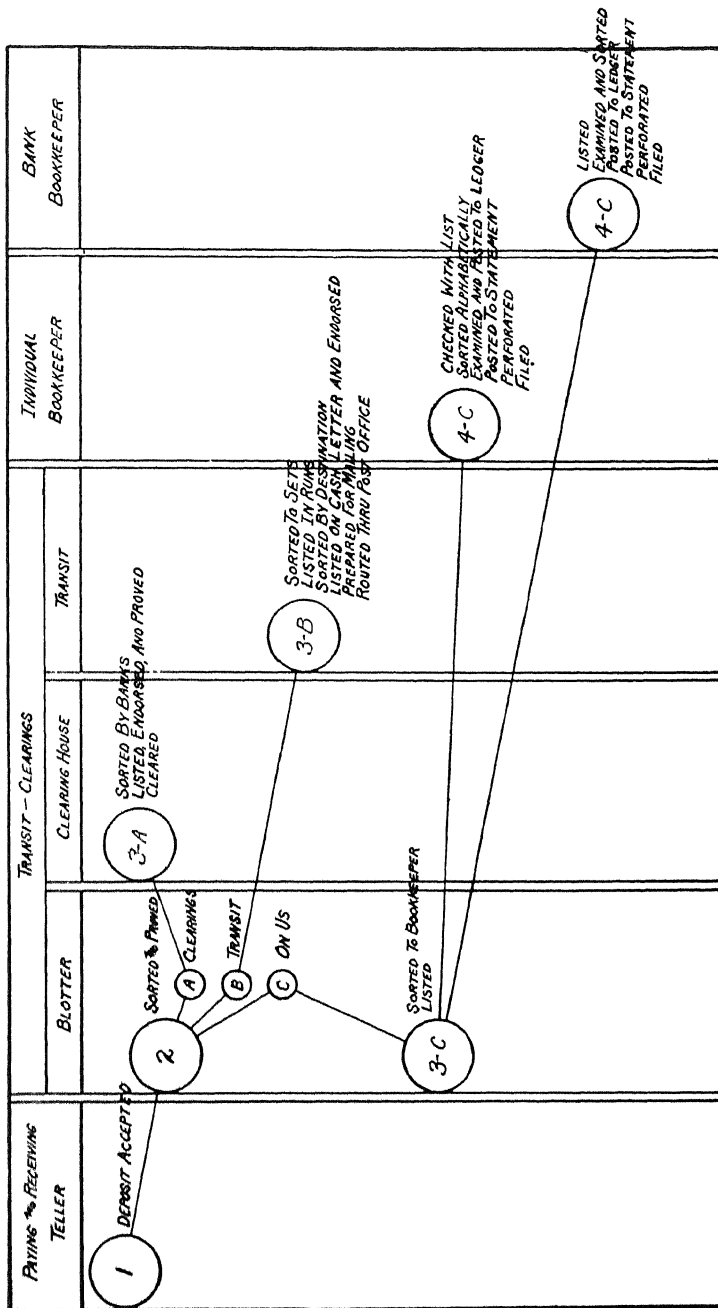 PAYING AND RECEIVING
TELLER
TRANSIT - CLEARINGS
BLOTTER
CLEARING HOUSE
TRANSIT
INDIVIDUAL
BOOKKEEPER
BANK
BOOKKEEPER
1
DEPOSIT ACCEPTED
2
SORTED AND PROVED
A
CLEARINGS
B
TRANSIT
C
ON US
3-A
SORTED BY BANKS
LISTED, ENDORSED, AND PROVED
CLEARED
3-B
SORTED TO SETS
LISTED IN RUNS
SORTED BY DESTINATION
LISTED ON CASH LETTER AND ENDORSED
PREPARED FOR MAILING
ROUTED THRU POST OFFICE
3-C
SORTED TO BOOKKEEPER
LISTED
4-C
CHECKED WITH LIST
SORTED ALPHABETICALLY
EXAMINED AND POSTED TO LEDGER
POSTED TO STATEMENT
PERFORATED
FILED
4-C
LISTED
EXAMINED AND SORTED
POSTED TO LEDGER
POSTED TO STATEMENT
PERFORATED
FILED